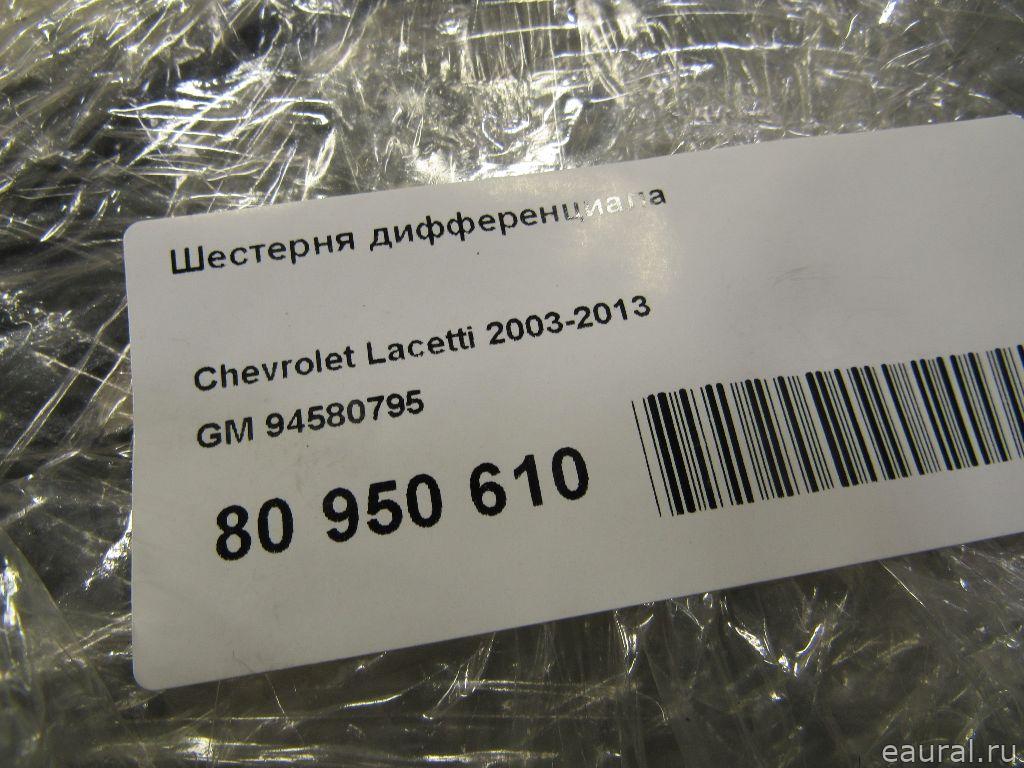 Шестерня дифференциала
Chevrolet Lacetti 2003-2013
GM 94580795
80 950 610
eaural.ru